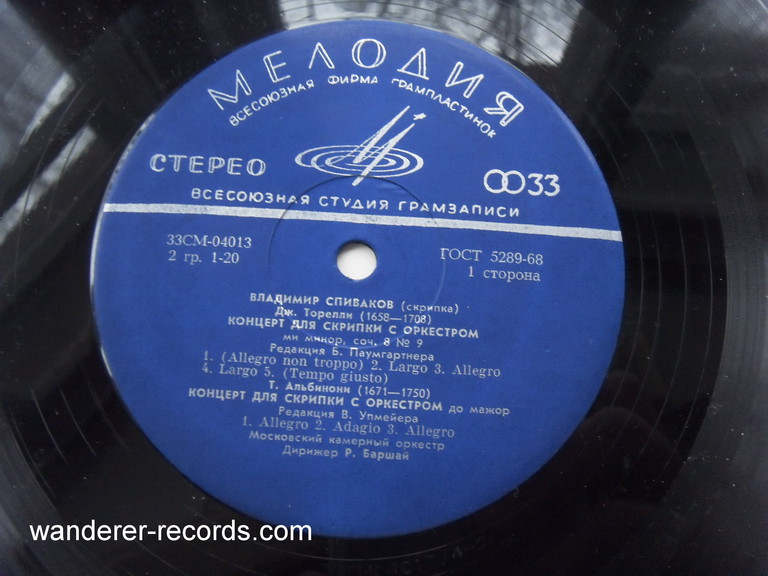 МЕЛОДИЯ
ВСЕСОЮЗНАЯ ФИРМА ГРАМПЛАСТИНОК
СТЕРЕО
33
ВСЕСОЮЗНАЯ СТУДИЯ ГРАМЗАПИСИ
33СМ-04013
ГОСТ 5289-68
2 гр. 1-20
1 сторона
ВЛАДИМИР СПИВАКОВ (скрипка)
Дж. Торелли (1658—1708)
КОНЦЕРТ ДЛЯ СКРИПКИ С ОРКЕСТРОМ
ми минор, соч. 8 № 9
Редакция Б. Паумгартнера
1. (Allegro non troppo) 2. Largo 3. Allegro
4. Largo 5. (Tempo giusto)
Т. Альбинони (1671—1750)
КОНЦЕРТ ДЛЯ СКРИПКИ С ОРКЕСТРОМ до мажор
Редакция В. Упмейера
1. Allegro 2. Adagio 3. Allegro
Московский камерный оркестр
Дирижер Р. Баршай
wanderer-records.com